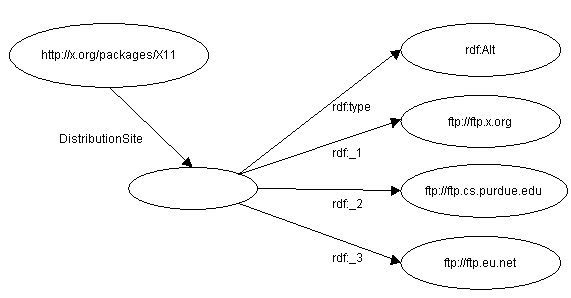 http://x.org/packages/X11
rdf:Alt
rdf:type
ftp://ftp.x.org
DistributionSite
rdf:_1
ftp://ftp.cs.purdue.edu
rdf:_2
rdf:_3
ftp://ftp.eu.net